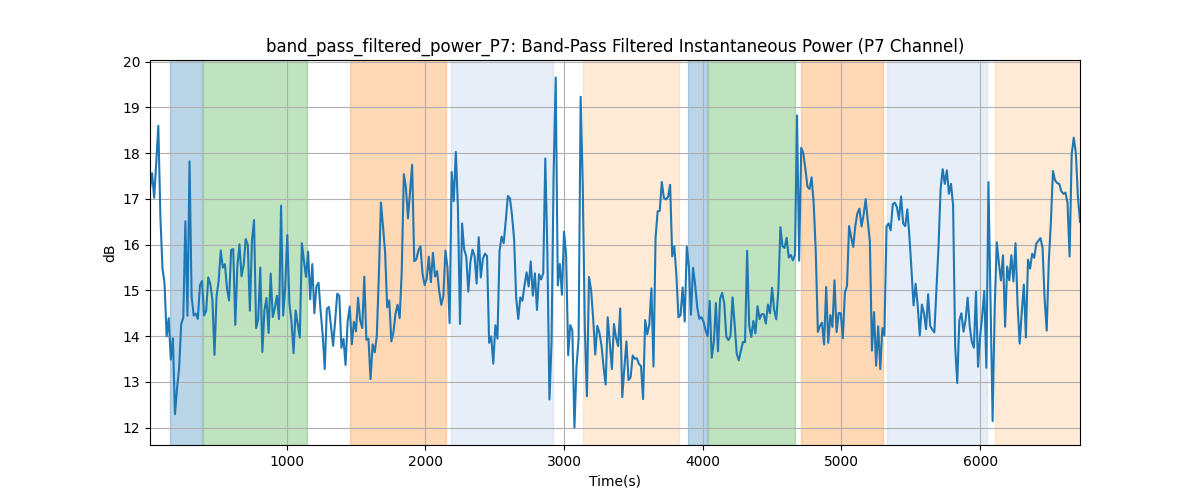 band_pass_filtered_power_P7: Band-Pass Filtered Instantaneous Power (P7 Channel)
20
19
18
17
16
15
14
13
12
dB
1000 2000 3000 4000 5000 6000
Time(s)